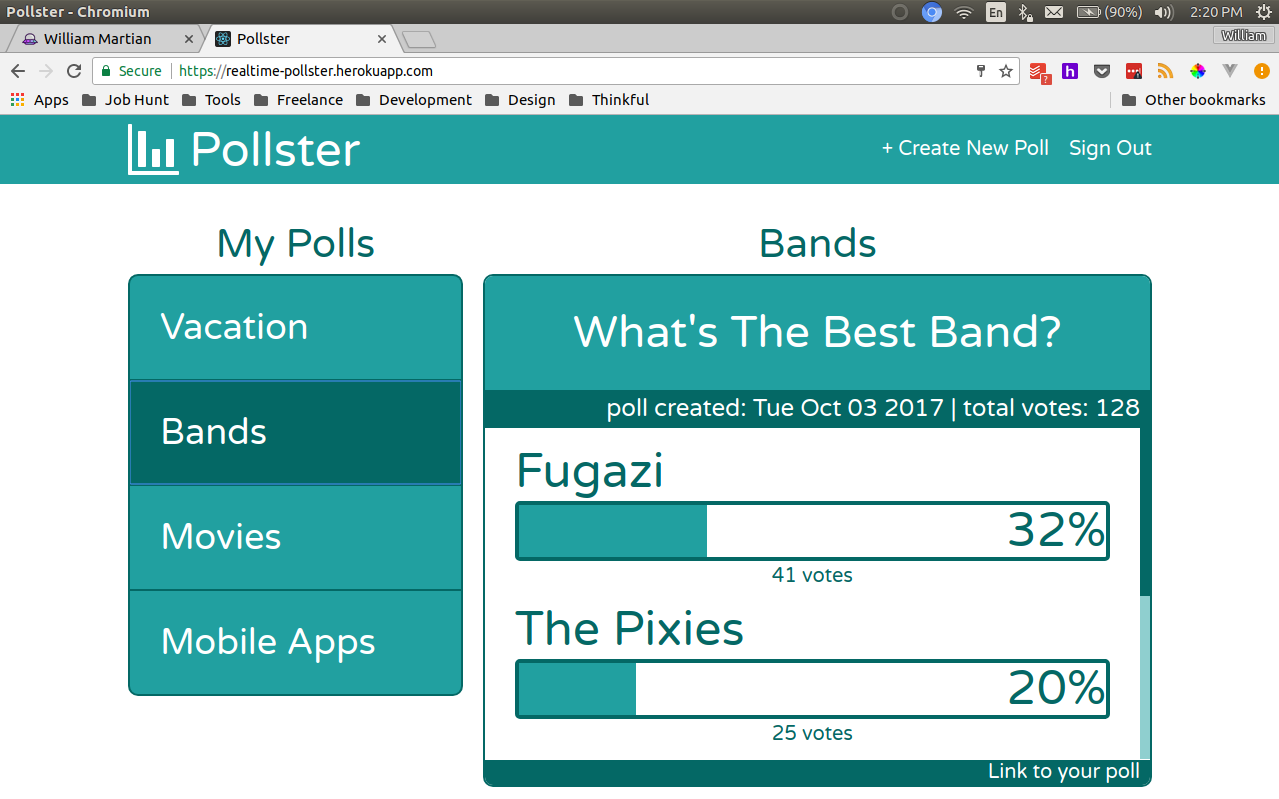 Pollster - Chromium
En
(90%)
2:20 PM
William Martian
Pollster
William
Secure
https://realtime-pollster.herokuapp.com
?
h
Apps
Job Hunt
Tools
Freelance
Development
Design
Thinkful
Other bookmarks
Pollster
+ Create New Poll
Sign Out
My Polls
Vacation
Bands
Movies
Mobile Apps
Bands
What's The Best Band?
poll created: Tue Oct 03 2017 | total votes: 128
Fugazi
32%
41 votes
The Pixies
20%
25 votes
Link to your poll